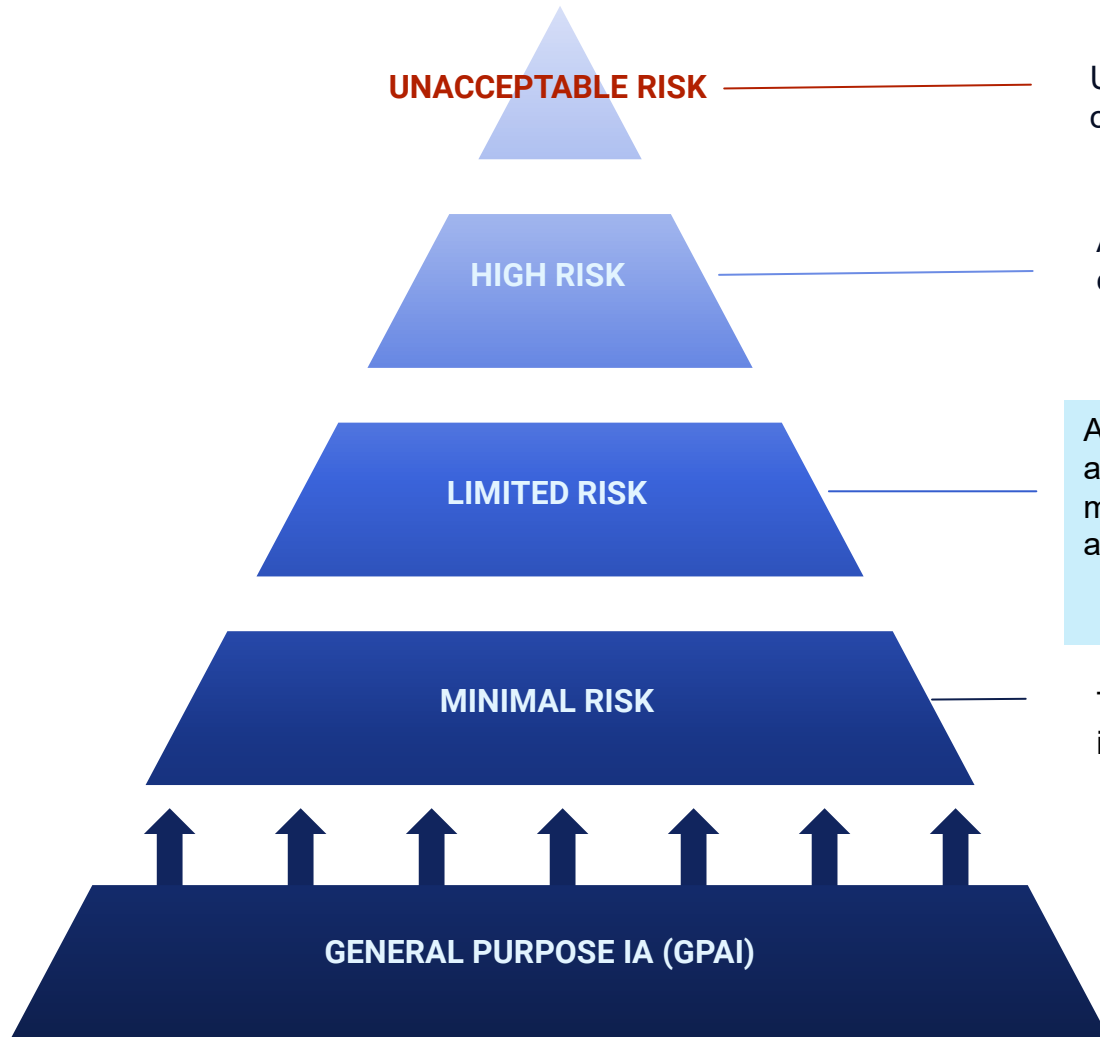 UNACCEPTABLE RISK
HIGH RISK
LIMITED RISK
MINIMAL RISK
GENERAL PURPOSE IA (GPAI)